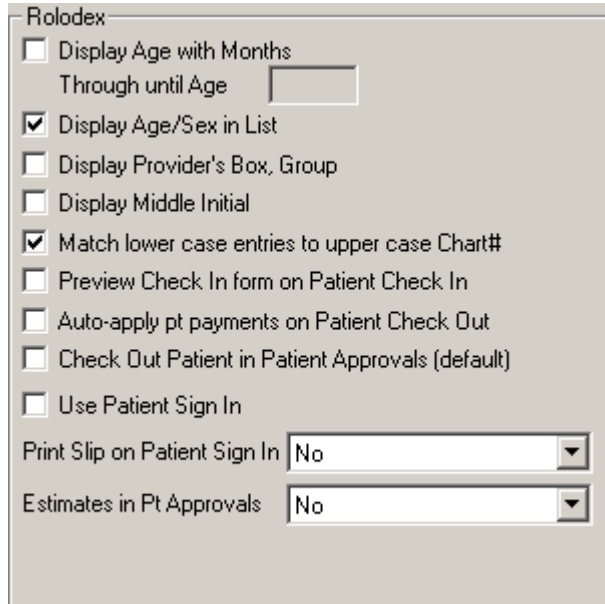 Rolodex
Display Age with Months
Through until Age
Display Age/Sex in List
Display Provider's Box, Group
Display Middle Initial
Match lower case entries to upper case Chart#
Preview Check In form on Patient Check In
Auto-apply pt payments on Patient Check Out
Check Out Patient in Patient Approvals (default)
Use Patient Sign In
Print Slip on Patient Sign In No
Estimates in Pt Approvals No